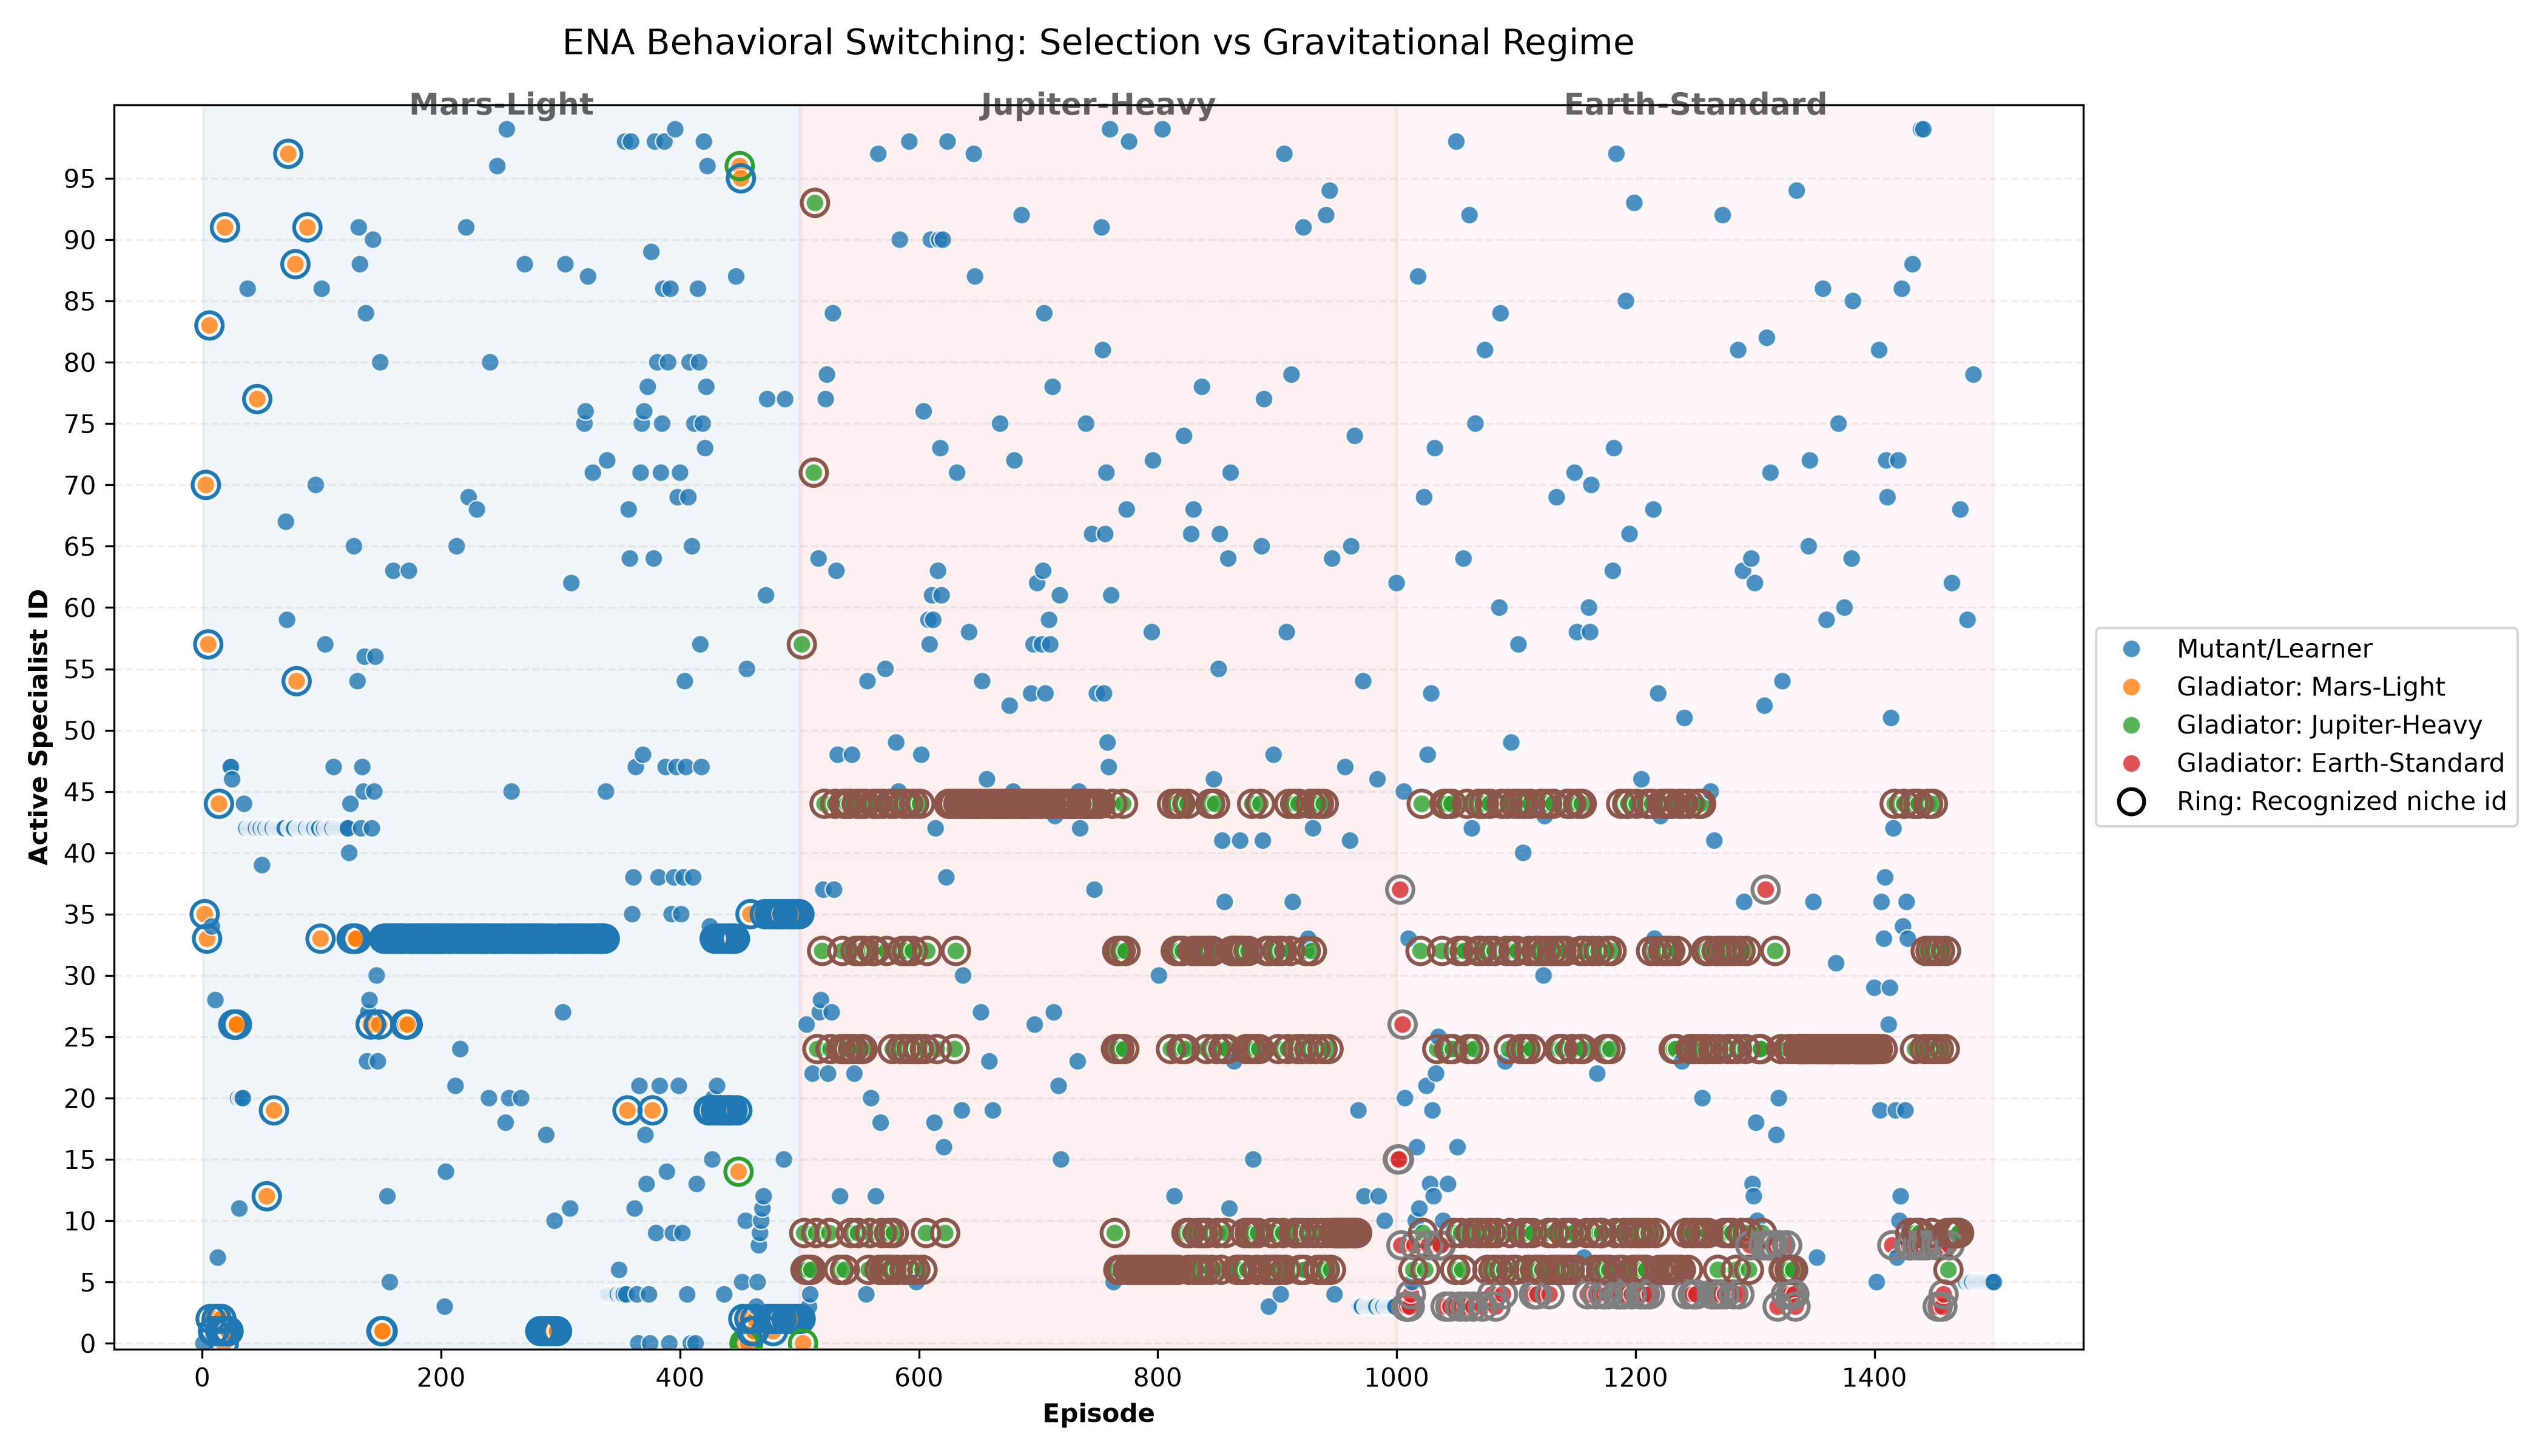 ENA Behavioral Switching: Selection vs Gravitational Regime
Mars-Light Jupiter-Heavy Earth-Standard
Active Specialist ID
95
90
85
80
75
70
65
60
55
50
45
40
35
30
25
20
15
10
5
0
0 200 400 600 800 1000 1200 1400
Episode
Mutant/Learner
Gladiator: Mars-Light
Gladiator: Jupiter-Heavy
Gladiator: Earth-Standard
Ring: Recognized niche id